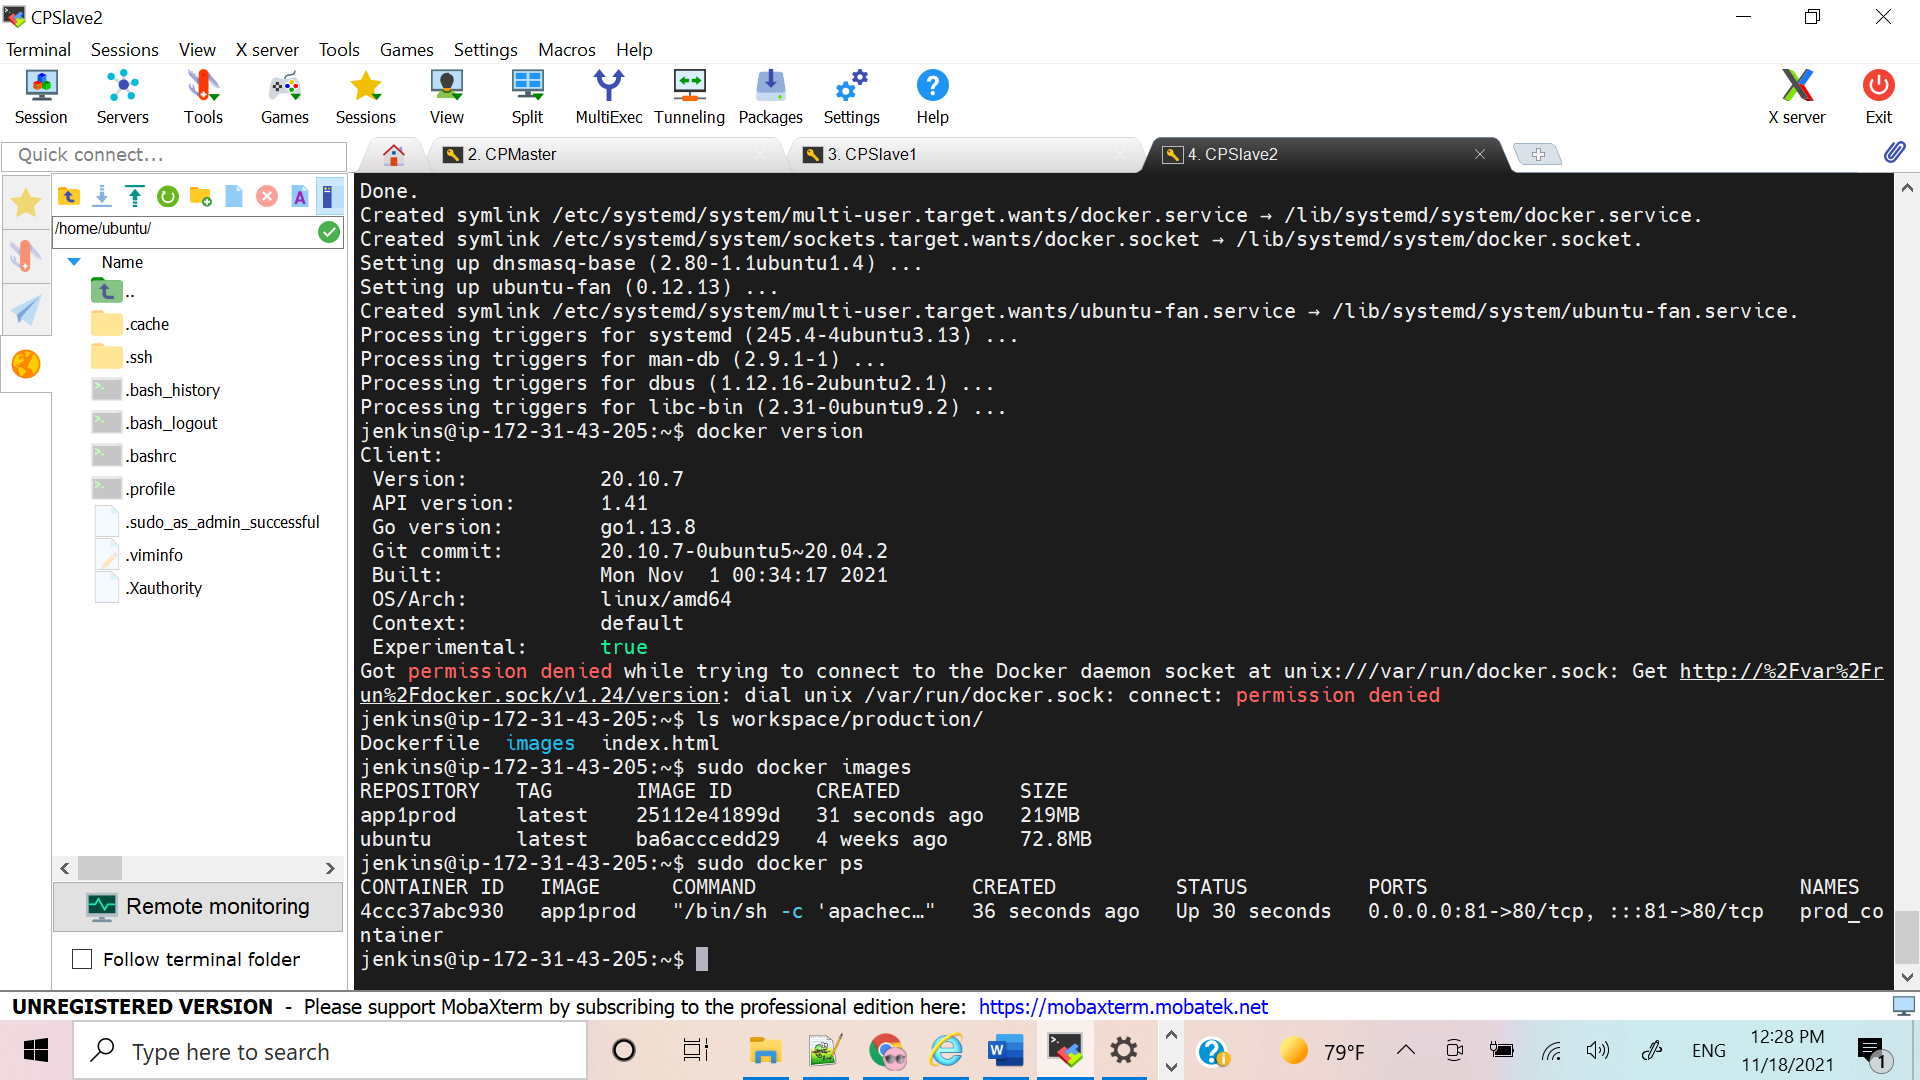 CPSlave2
Terminal Sessions View X server Tools Games Settings Macros Help
Session Servers Tools Games Sessions View Split MultiExec Tunneling Packages Settings Help X server Exit
Quick connect...
2. CPMaster
3. CPSlave1
4. CPSlave2
/home/ubuntu/
Name
..
.cache
.ssh
.bash_history
.bash_logout
.bashrc
.profile
.sudo_as_admin_successful
.viminfo
.Xauthority
Remote monitoring
Follow terminal folder
Done.
Created symlink /etc/systemd/system/multi-user.target.wants/docker.service → /lib/systemd/system/docker.service.
Created symlink /etc/systemd/system/sockets.target.wants/docker.socket → /lib/systemd/system/docker.socket.
Setting up dnsmasq-base (2.80-1.1ubuntu1.4) ...
Setting up ubuntu-fan (0.12.13) ...
Created symlink /etc/systemd/system/multi-user.target.wants/ubuntu-fan.service → /lib/systemd/system/ubuntu-fan.service.
Processing triggers for systemd (245.4-4ubuntu3.13) ...
Processing triggers for man-db (2.9.1-1) ...
Processing triggers for dbus (1.12.16-2ubuntu2.1) ...
Processing triggers for libc-bin (2.31-0ubuntu9.2) ...
jenkins@ip-172-31-43-205:~$ docker version
Client:
 Version:           20.10.7
 API version:       1.41
 Go version:        go1.13.8
 Git commit:        20.10.7-0ubuntu5~20.04.2
 Built:             Mon Nov  1 00:34:17 2021
 OS/Arch:           linux/amd64
 Context:           default
 Experimental:      true
Got permission denied while trying to connect to the Docker daemon socket at unix:///var/run/docker.sock: Get http://%2Fvar%2Fr
un%2Fdocker.sock/v1.24/version: dial unix /var/run/docker.sock: connect: permission denied
jenkins@ip-172-31-43-205:~$ ls workspace/production/
Dockerfile  images  index.html
jenkins@ip-172-31-43-205:~$ sudo docker images
REPOSITORY   TAG       IMAGE ID       CREATED          SIZE
app1prod     latest    25112e41899d   31 seconds ago   219MB
ubuntu       latest    ba6acccedd29   4 weeks ago      72.8MB
jenkins@ip-172-31-43-205:~$ sudo docker ps
CONTAINER ID   IMAGE      COMMAND                  CREATED          STATUS          PORTS                               NAMES
4ccc37abc930   app1prod   "/bin/sh -c 'apachec…"   36 seconds ago   Up 30 seconds   0.0.0.0:81->80/tcp, :::81->80/tcp   prod_co
ntainer
jenkins@ip-172-31-43-205:~$
UNREGISTERED VERSION - Please support MobaXterm by subscribing to the professional edition here: https://mobaxterm.mobatek.net
Type here to search
79°F
ENG
12:28 PM
11/18/2021
1